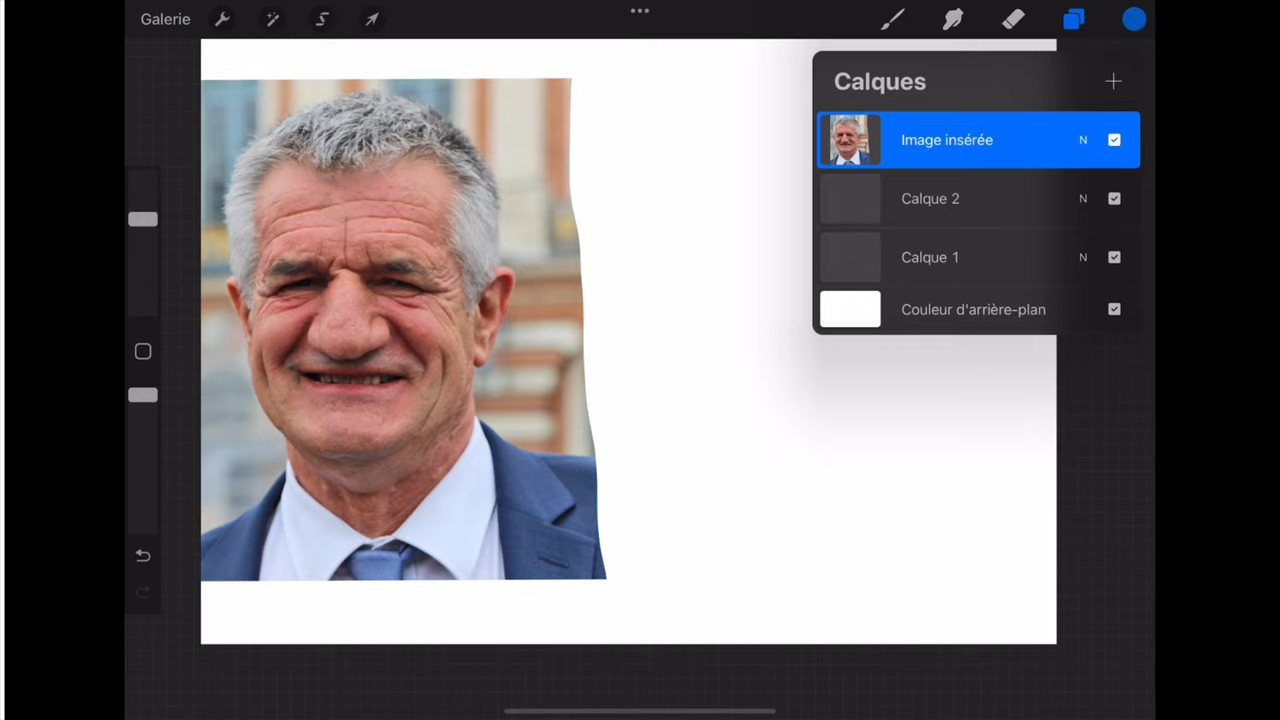 Galerie
Calques
Image insérée N
Calque 2 N
Calque 1 N
Couleur d'arrière-plan